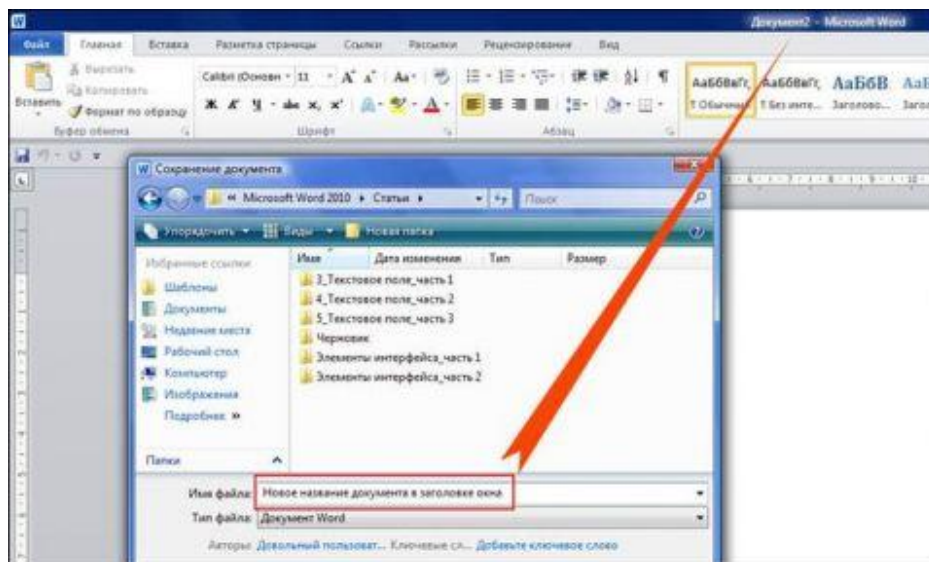 Документ2 - Microsoft Word
Файл Главная Вставка Разметка страницы Ссылки Рассылки Рецензирование Вид
Вставить
Вырезать
Копировать
Формат по образцу
Буфер обмена
Calibri (Основн 11
Ж К Ч abc x, x'
Шрифт
Абзац
АаБбВвГг, АаБбВвГг, АаБбВ АаБ
¶ Обычный ¶ Без инте... Заголово... Заго
Сохранение документа
« Microsoft Word 2010 Статьи
Поиск
Упорядочить Виды Новая папка
Избранные ссылки
Шаблоны
Документы
Недавние места
Рабочий стол
Компьютер
Изображения
Подробнее »
Папки
Имя Дата изменения Тип Размер
3_Текстовое поле_часть 1
4_Текстовое поле_часть 2
5_Текстовое поле_часть 3
Черновик
Элементы интерфейса_часть 1
Элементы интерфейса_часть 2
Имя файла: Новое название документа в заголовке окна
Тип файла: Документ Word
Авторы: Довольный пользоват... Ключевые сл... Добавьте ключевое слово